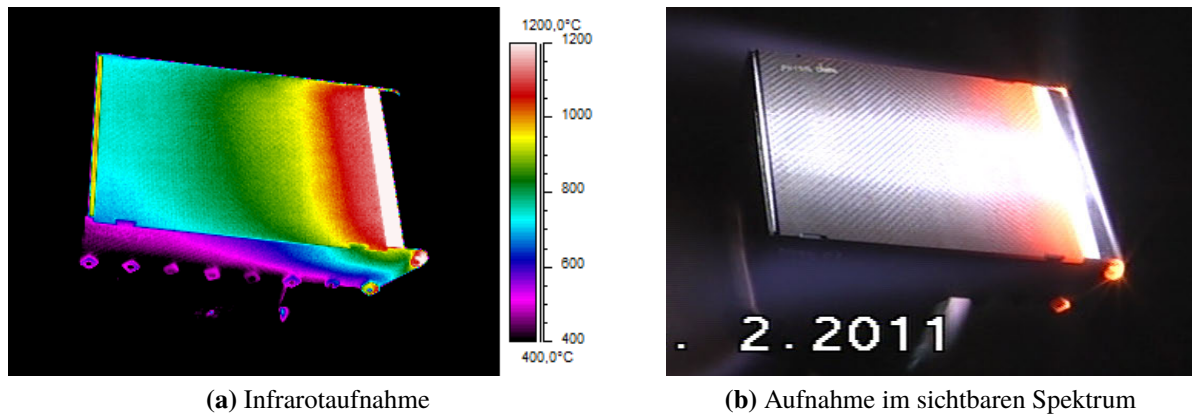 1200,0°C
1200
1000
800
600
400
400,0°C
. 2.2011
(a) Infrarotaufnahme
(b) Aufnahme im sichtbaren Spektrum